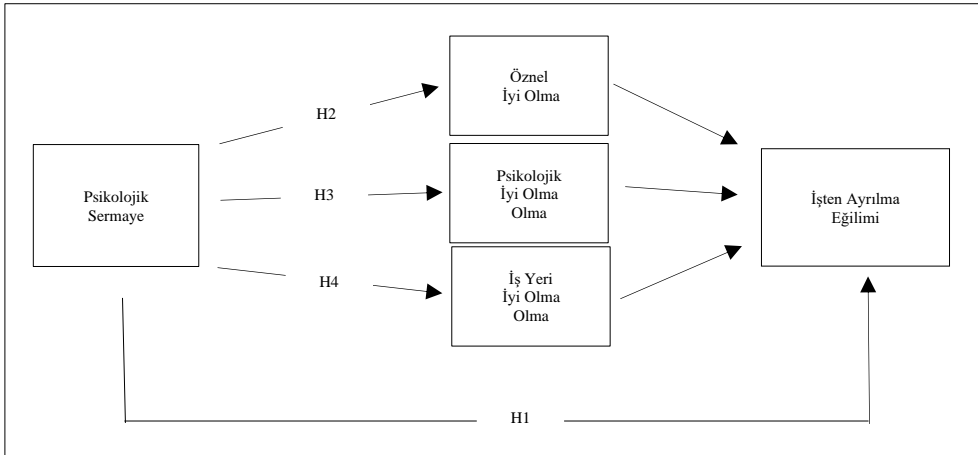 Öznel
İyi Olma
H2
Psikolojik
Sermaye
H3
Psikolojik
İyi Olma
Olma
İşten Ayrılma
Eğilimi
H4
İş Yeri
İyi Olma
Olma
H1